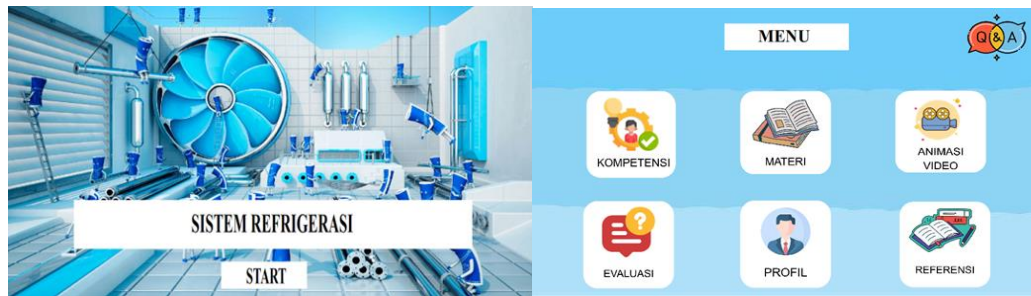 SISTEM REFRIGERASI
START
MENU
Q&A
KOMPETENSI
MATERI
ANIMASI
VIDEO
EVALUASI
PROFIL
REFERENSI